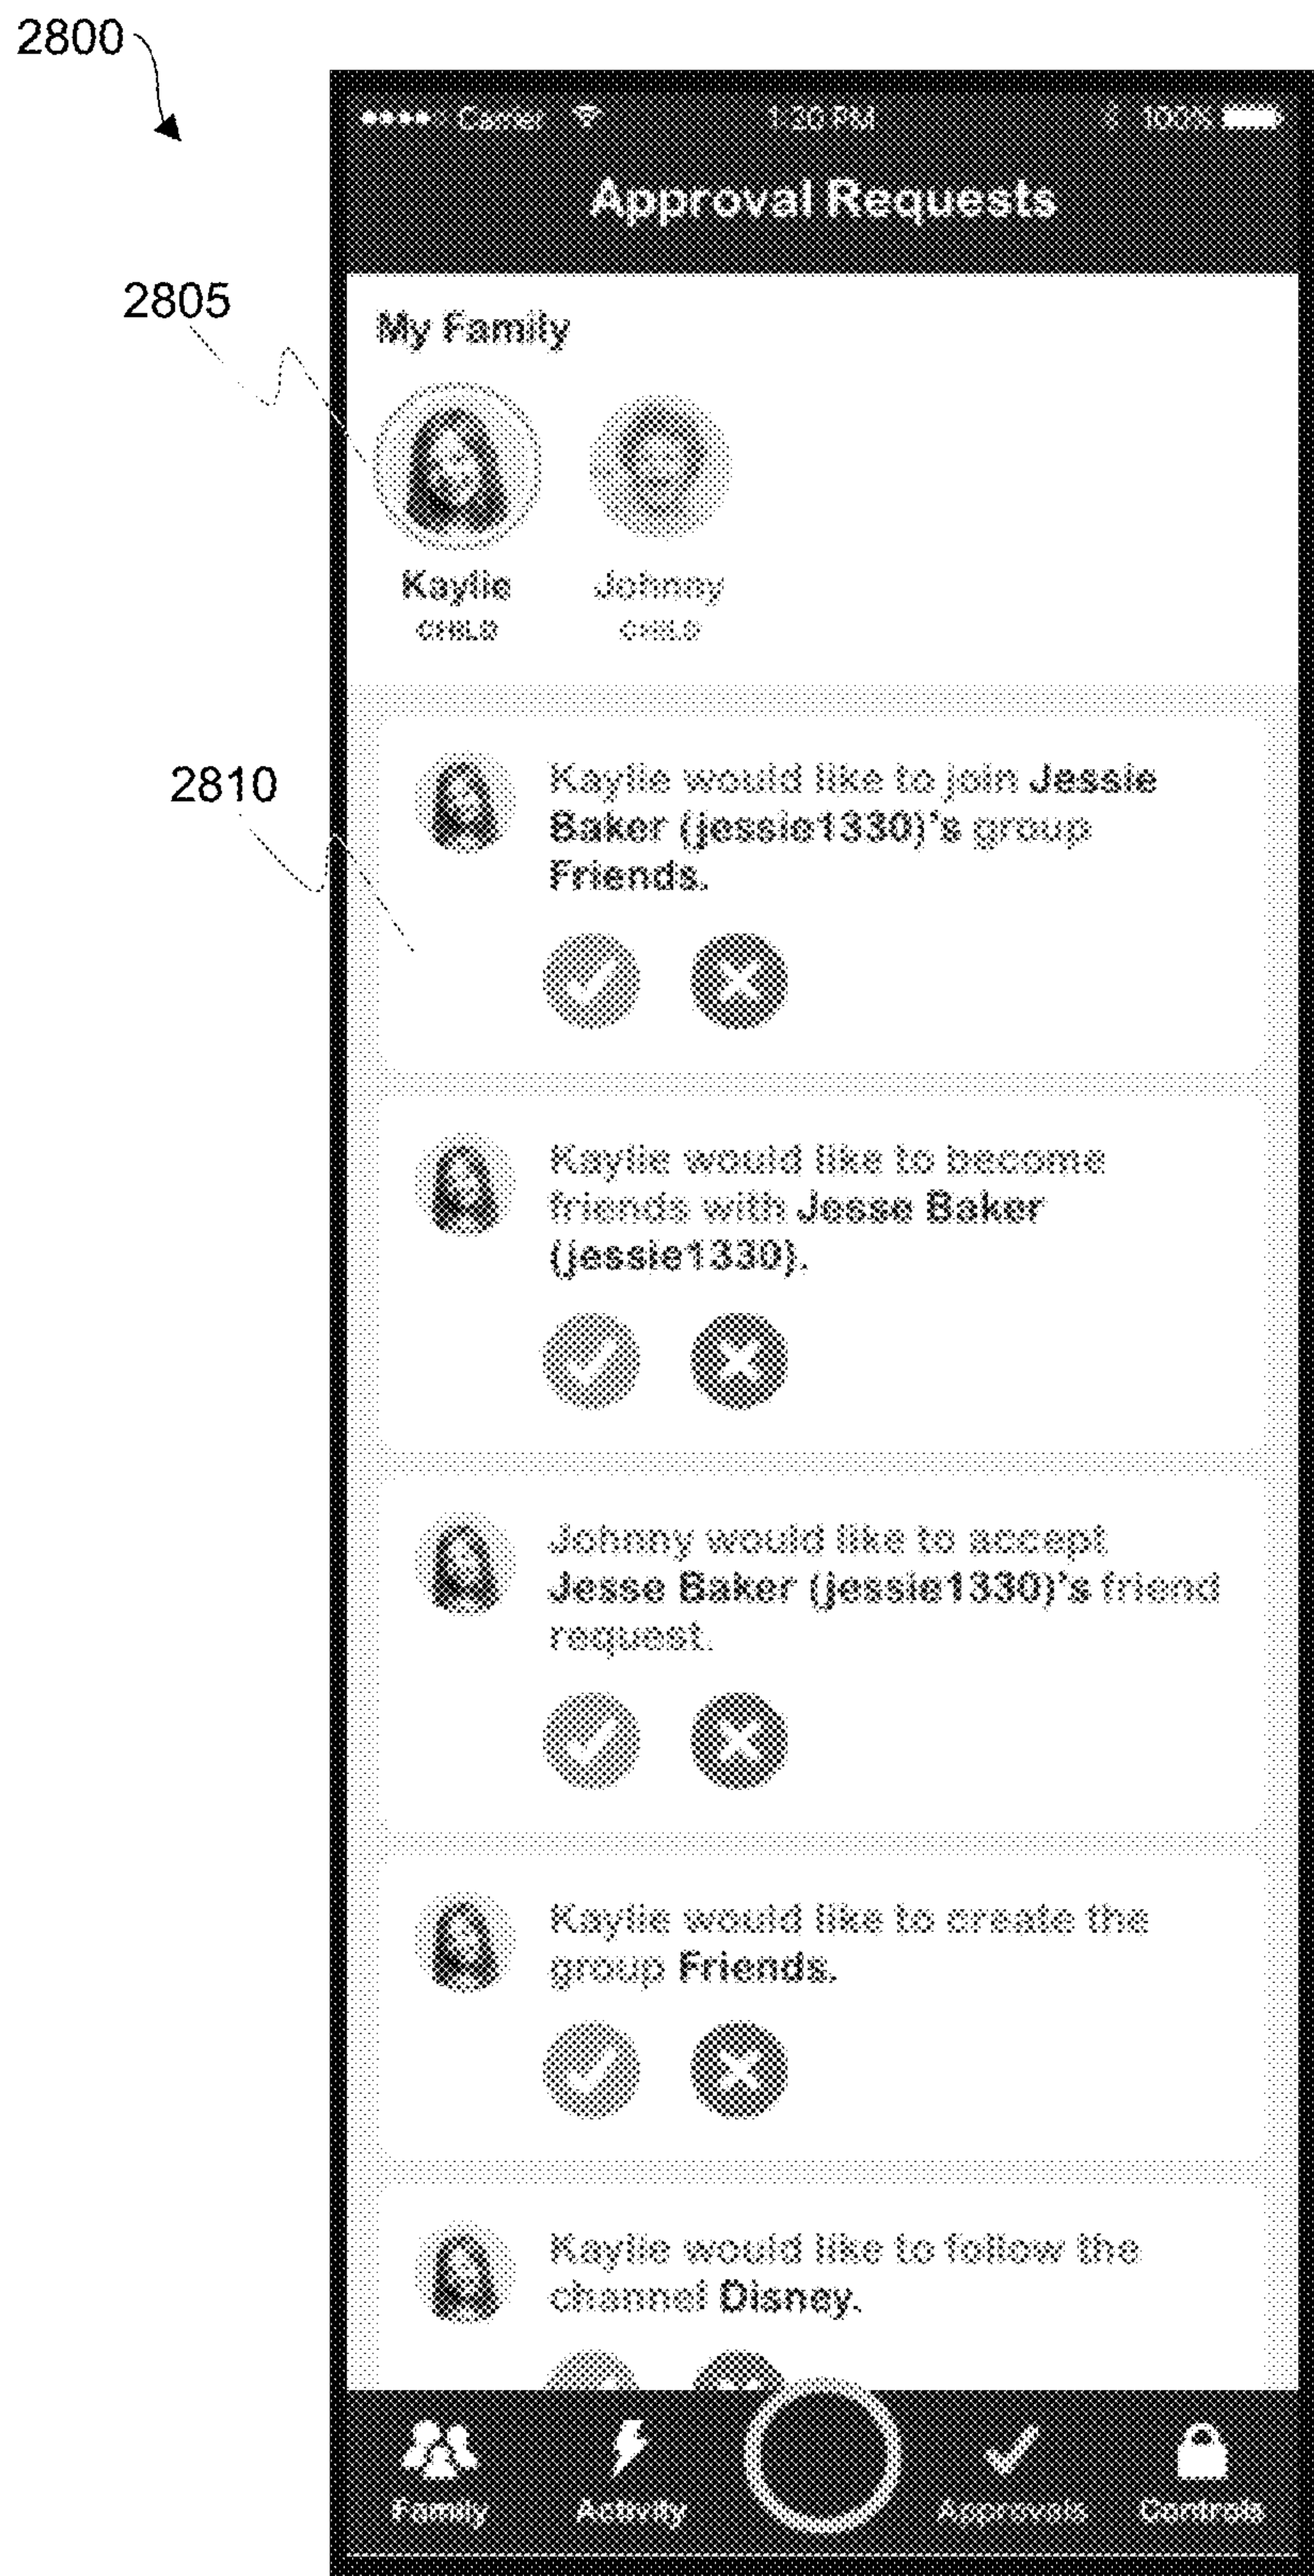 2800
Carrier 1:20 PM 100%
Approval Requests
2805
My Family
Kaylie Johnny
CHILD CHILD
2810
Kaylie would like to join Jessie
Baker (jessie1330)'s group
Friends.
Kaylie would like to become
friends with Jesse Baker
(jessie1330).
Johnny would like to accept
Jesse Baker (jessie1330)'s friend
request.
Kaylie would like to create the
group Friends.
Kaylie would like to follow the
channel Disney.
Family Activity Approvals Controls